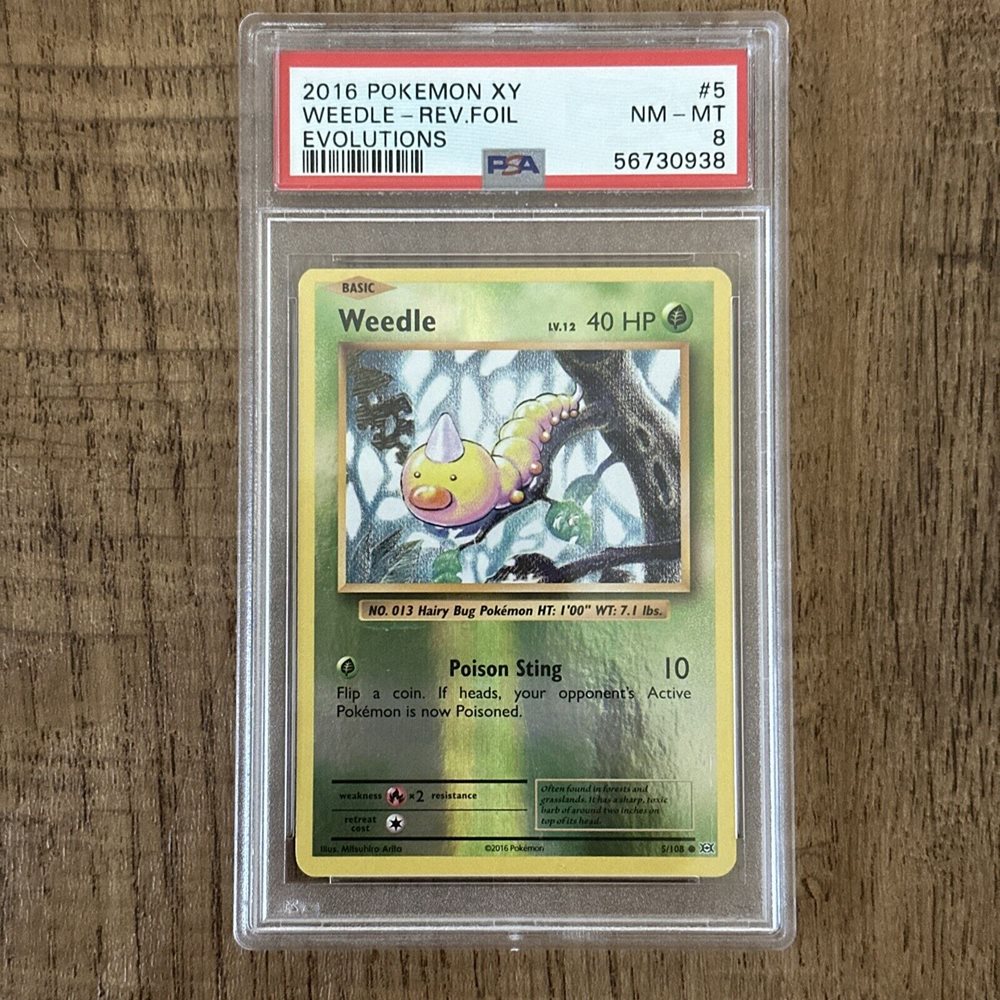 2016 POKEMON XY #5
WEEDLE - REV.FOIL NM - MT
EVOLUTIONS 8
PSA 56730938
BASIC
Weedle LV.12 40 HP
NO. 013 Hairy Bug Pokémon HT: 1'00" WT: 7.1 lbs.
Poison Sting 10
Flip a coin. If heads, your opponent's Active
Pokémon is now Poisoned.
weakness ×2 resistance
retreat
cost
Often found in forests and
grasslands. It has a sharp, toxic
barb of around two inches on
top of its head.
Illus. Mitsuhiro Arita ©2016 Pokémon 5/108